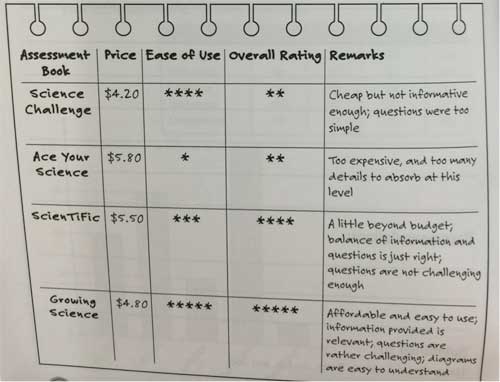 Assessment Book Price Ease of Use Overall Rating Remarks
Science Challenge $4.20 **** ** Cheap but not informative
enough; questions were too
simple
Ace Your Science $5.80 * ** Too expensive, and too many
details to absorb at this
level
ScienTiFic $5.50 *** **** A little beyond budget;
balance of information and
questions is just right;
questions are not challenging
enough
Growing Science $4.80 ***** ***** Affordable and easy to use;
information provided is
relevant; questions are
rather challenging; diagrams
are easy to understand